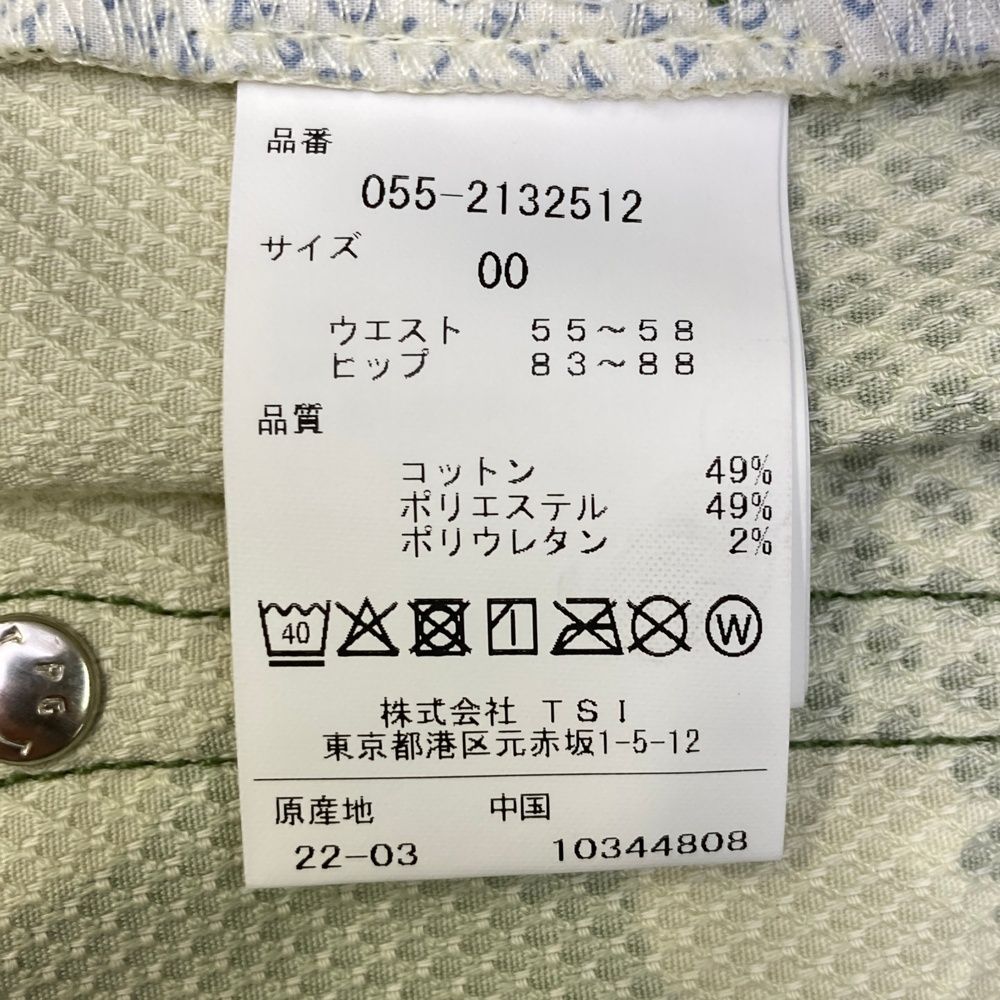 品番
055-2132512
サイズ
00
ウエスト 55~58
ヒップ 83~88
品質
コットン 49%
ポリエステル 49%
ポリウレタン 2%
40 W
株式会社 TSI
東京都港区元赤坂1-5-12
原産地 中国
22-03 10344808
P G